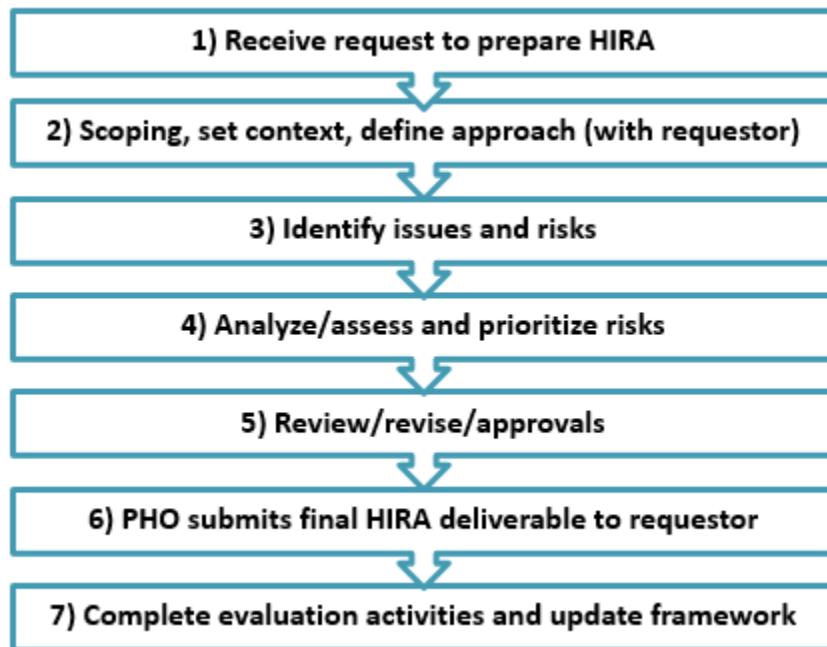 1) Receive request to prepare HIRA
2) Scoping, set context, define approach (with requestor)
3) Identify issues and risks
4) Analyze/assess and prioritize risks
5) Review/revise/approvals
6) PHO submits final HIRA deliverable to requestor
7) Complete evaluation activities and update framework